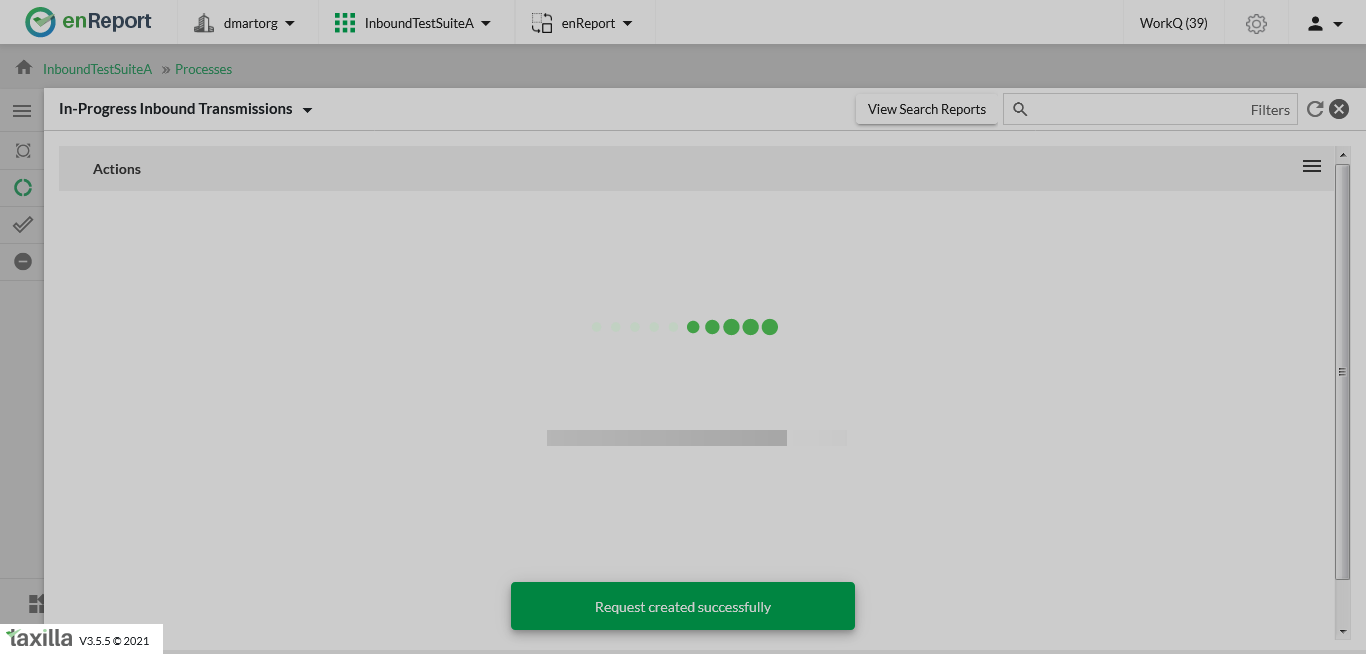 enReport
dmartorg
InboundTestSuiteA
enReport
WorkQ (39)
InboundTestSuiteA » Processes
In-Progress Inbound Transmissions
View Search Reports
Filters
Actions
Request created successfully
taxilla V3.5.5 © 2021